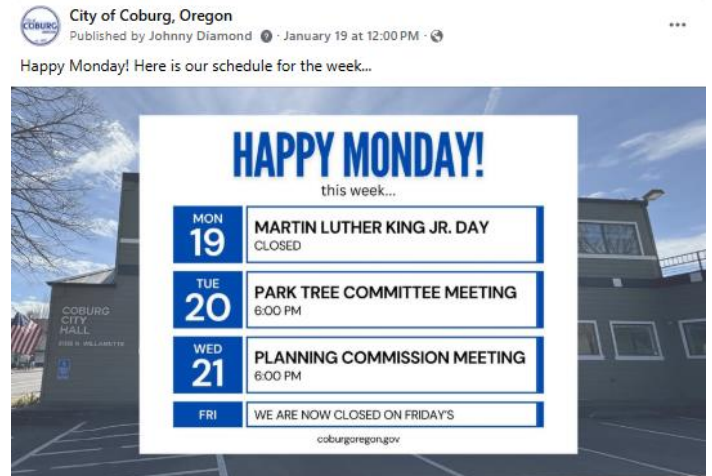 City of Coburg, Oregon
Published by Johnny Diamond · January 19 at 12:00 PM ·
Happy Monday! Here is our schedule for the week...
HAPPY MONDAY!
this week...
MON
19
MARTIN LUTHER KING JR. DAY
CLOSED
TUE
20
PARK TREE COMMITTEE MEETING
6:00 PM
WED
21
PLANNING COMMISSION MEETING
6:00 PM
FRI
WE ARE NOW CLOSED ON FRIDAY'S
coburgoregon.gov
COBURG
CITY
HALL
COBURG